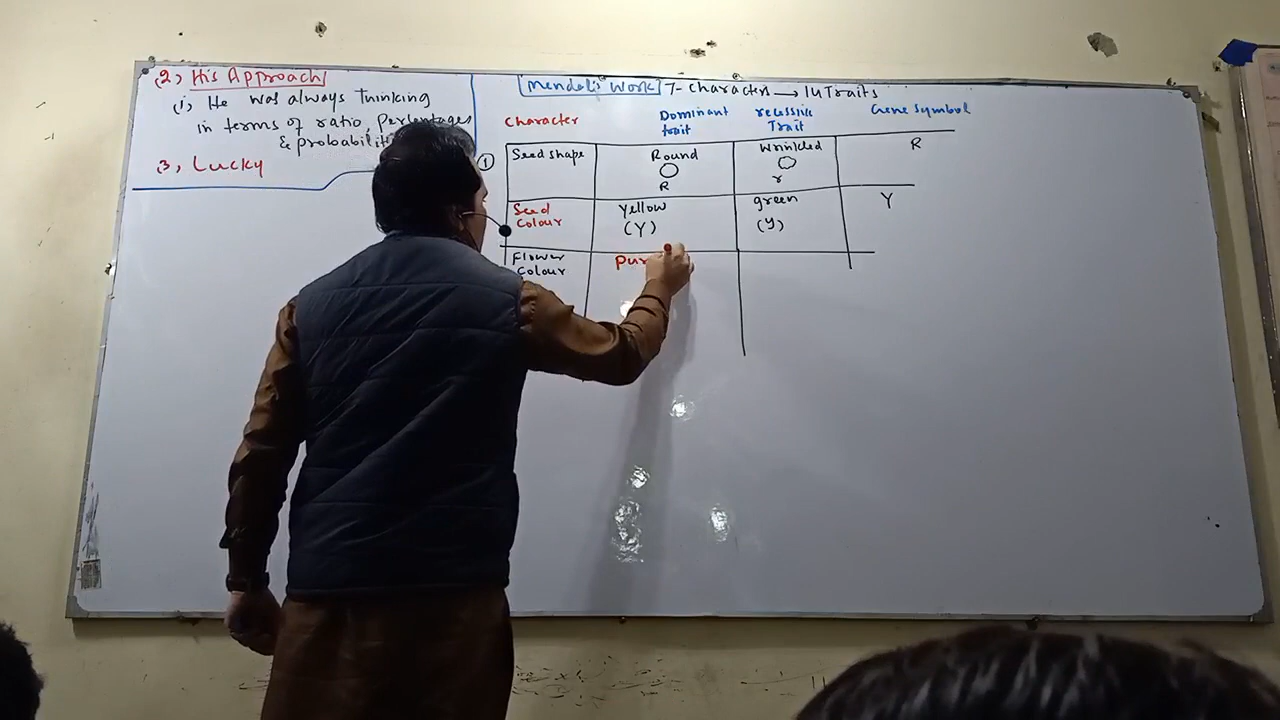 2) His Approach
(i) He was always Thinking
in terms of ratio, Percentages
& probabili
3) Lucky
Mendel's Work 7-Characters → 14 Traits
Character Dominant trait recessive Trait Gene Symbol
① Seed shape Round R Wrinkled r R
Seed Colour Yellow (Y) green (y) Y
Flower Colour Pur